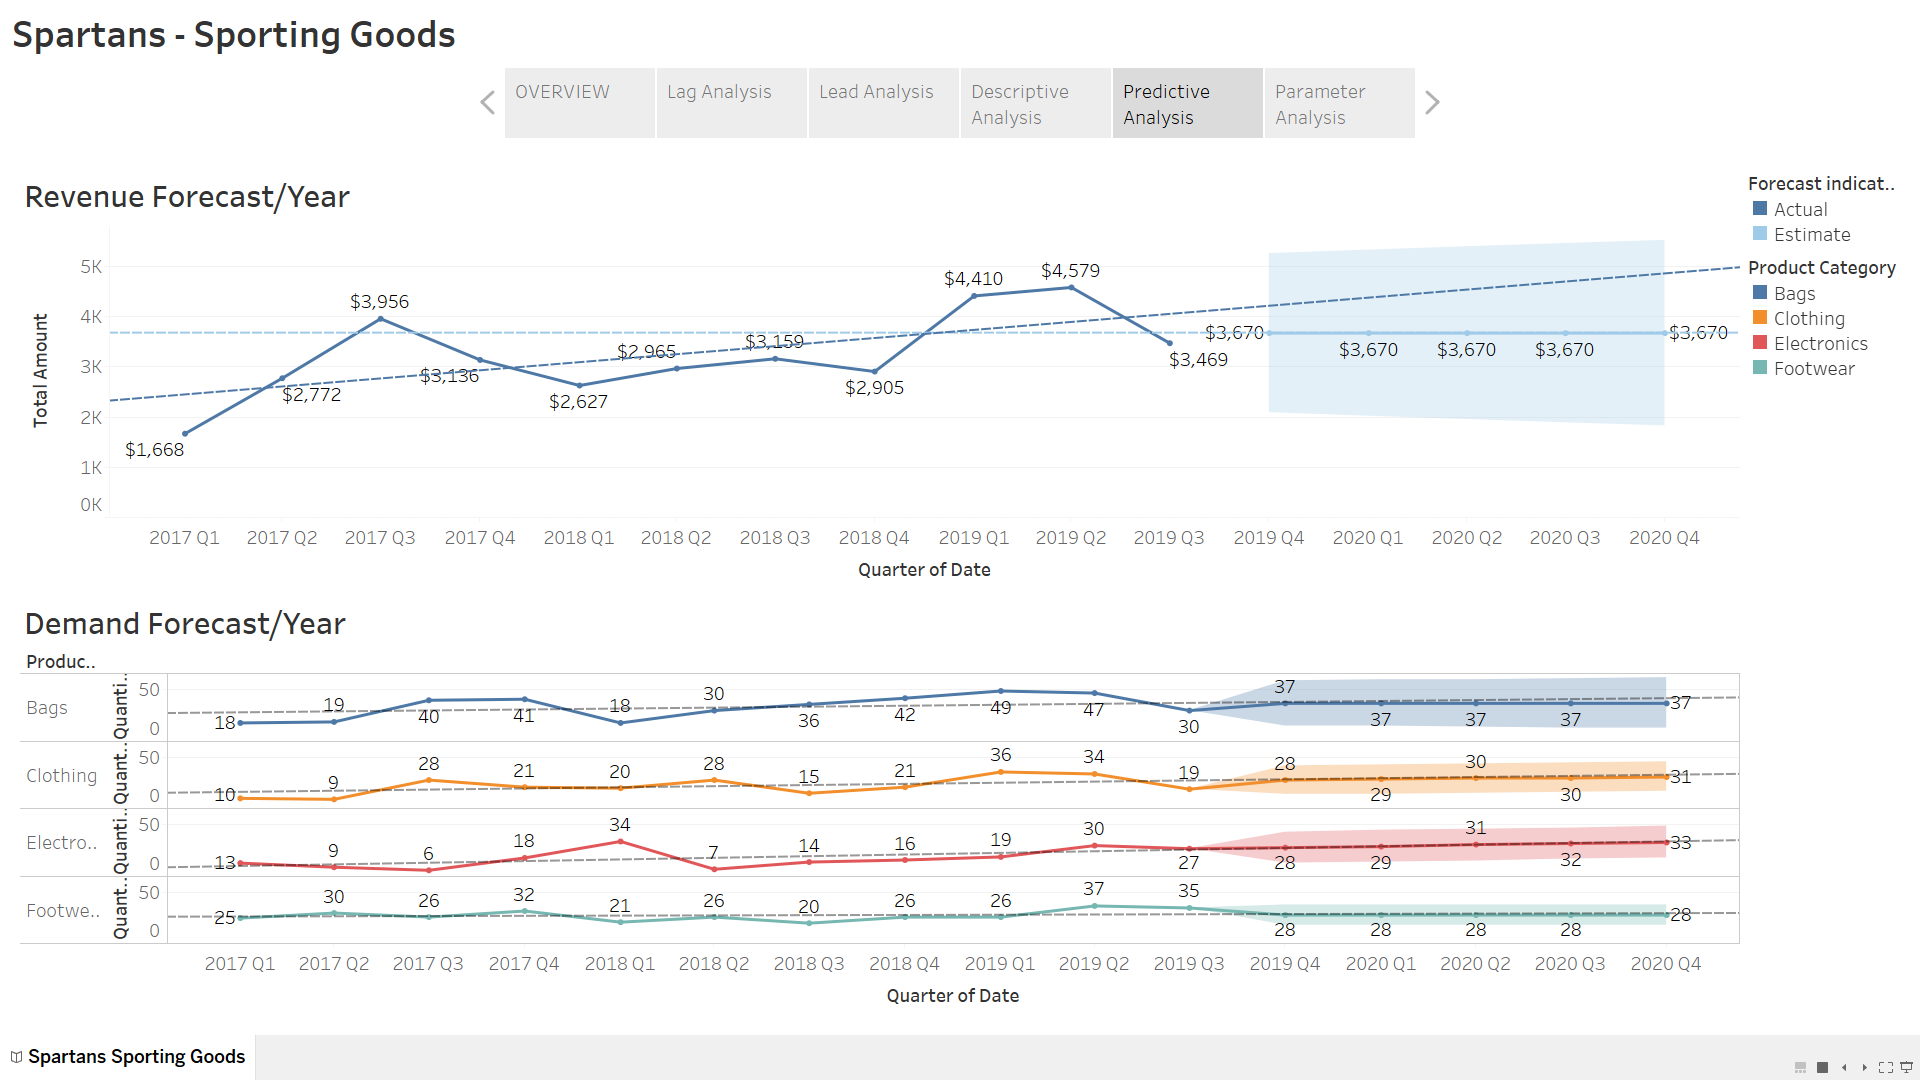 Spartans - Sporting Goods
OVERVIEW
Lag Analysis
Lead Analysis
Descriptive
Analysis
Predictive
Analysis
Parameter
Analysis
Revenue Forecast/Year
Total Amount
5K
4K
3K
2K
1K
0K
$1,668
$2,772
$3,956
$3,136
$2,627
$2,965
$3,159
$2,905
$4,410
$4,579
$3,469
$3,670
$3,670
$3,670
$3,670
$3,670
2017 Q1 2017 Q2 2017 Q3 2017 Q4 2018 Q1 2018 Q2 2018 Q3 2018 Q4 2019 Q1 2019 Q2 2019 Q3 2019 Q4 2020 Q1 2020 Q2 2020 Q3 2020 Q4
Quarter of Date
Forecast indicat..
Actual
Estimate
Product Category
Bags
Clothing
Electronics
Footwear
Demand Forecast/Year
Produc..
Bags
Quanti..
50
0
18 19 40 41 18 30 36 42 49 47 30 37 37 37 37 37
Clothing
Quant..
50
0
10 9 28 21 20 28 15 21 36 34 19 28 29 30 30 31
Electro..
Quanti..
50
0
13 9 6 18 34 7 14 16 19 30 27 28 29 31 32 33
Footwe..
Quant..
50
0
25 30 26 32 21 26 20 26 26 37 35 28 28 28 28 28
2017 Q1 2017 Q2 2017 Q3 2017 Q4 2018 Q1 2018 Q2 2018 Q3 2018 Q4 2019 Q1 2019 Q2 2019 Q3 2019 Q4 2020 Q1 2020 Q2 2020 Q3 2020 Q4
Quarter of Date
Spartans Sporting Goods